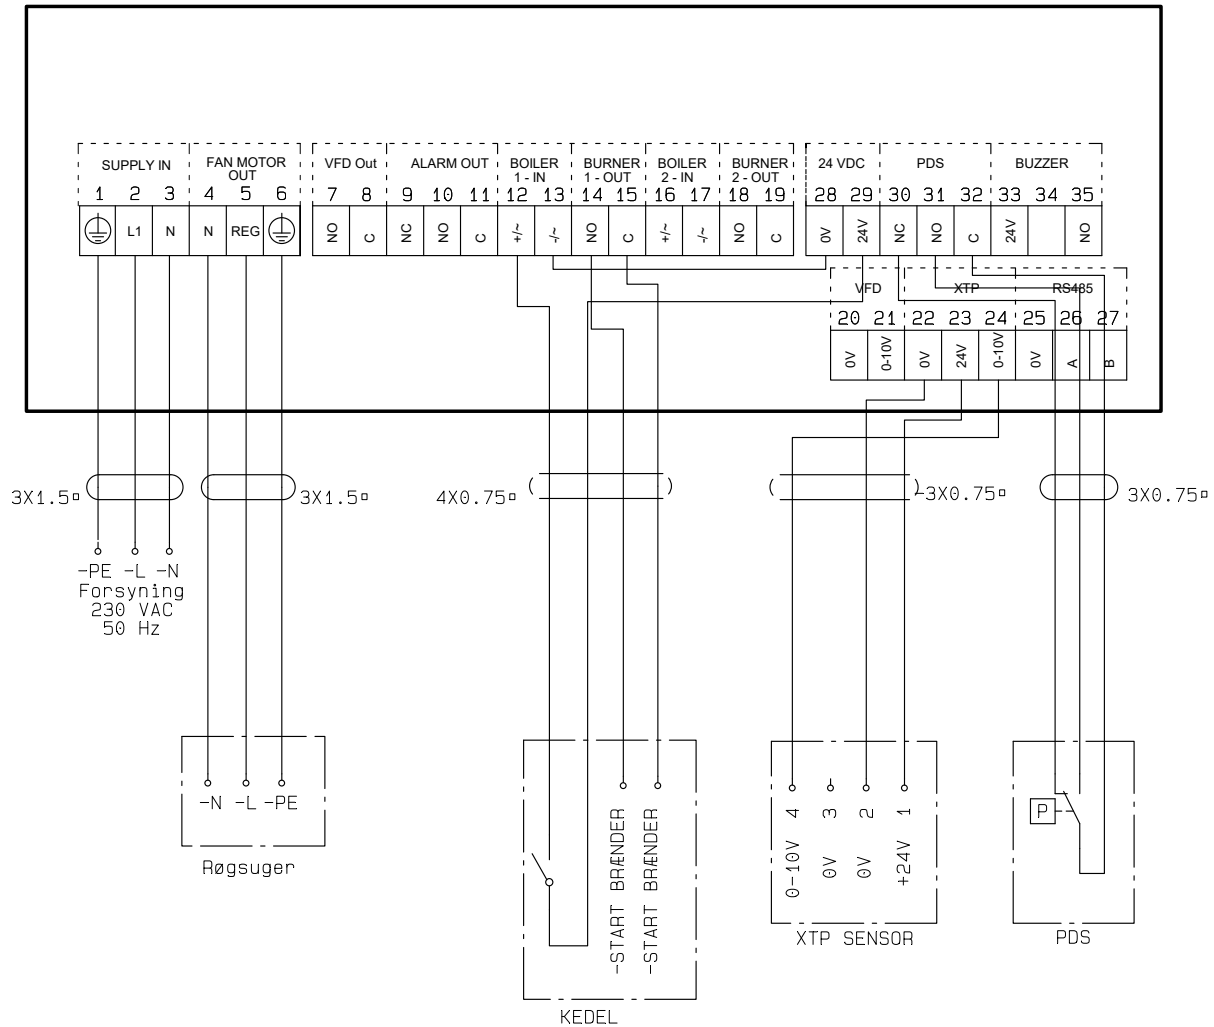 SUPPLY IN FAN MOTOR OUT VFD Out ALARM OUT BOILER 1 - IN BURNER 1 - OUT BOILER 2 - IN BURNER 2 - OUT 24 VDC PDS BUZZER
1 2 3 4 5 6 7 8 9 10 11 12 13 14 15 16 17 18 19 28 29 30 31 32 33 34 35
L1 N N REG NO C NC NO C +/~ -/~ NO C +/~ -/~ NO C 0V 24V NC NO C 24V NO
VFD XTP RS485
20 21 22 23 24 25 26 27
0V 0-10V 0V 24V 0-10V 0V A B
3X1.5▫ 3X1.5▫ 4X0.75▫ -3X0.75▫ 3X0.75▫
-PE -L -N
Forsyning
230 VAC
50 Hz
-N -L -PE
Røgsuger
-START BRÆNDER
-START BRÆNDER
KEDEL
4 3 2 1
0-10V 0V 0V +24V
XTP SENSOR
P
PDS